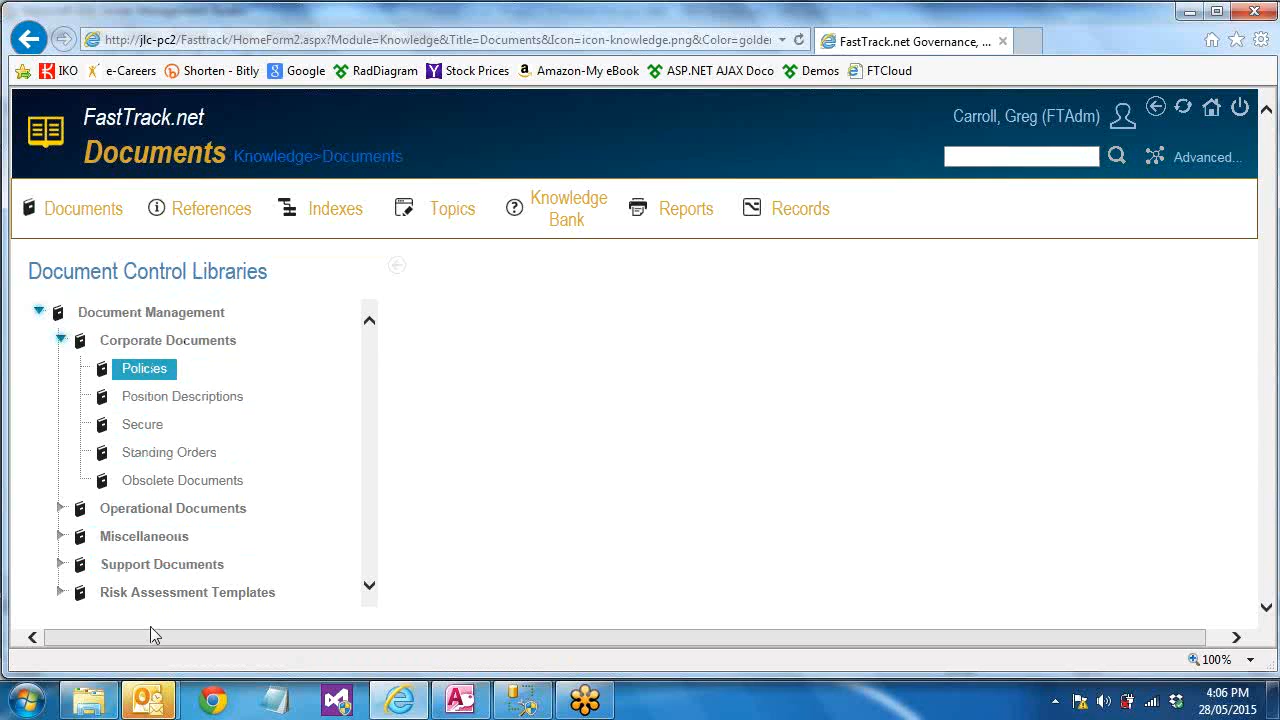 http://jlc-pc2/Fasttrack/HomeForm2.aspx?Module=Knowledge&Title=Documents&Icon=icon-knowledge.png&Color=golder
FastTrack.net Governance, ...
IKO e-Carreers Shorten - Bitly Google RadDiagram Stock Prices Amazon-My eBook ASP.NET AJAX Loco Demos FTCloud
FastTrack.net
Carroll, Greg (FTAdm)
Documents Knowledge>Documents
Advanced...
Documents References Indexes Topics Knowledge Bank Reports Records
Document Control Libraries
Document Management
Corporate Documents
Policies
Position Descriptions
Secure
Standing Orders
Obsolete Documents
Operational Documents
Miscellaneous
Support Documents
Risk Assessment Templates
100%
4:06 PM
28/05/2015